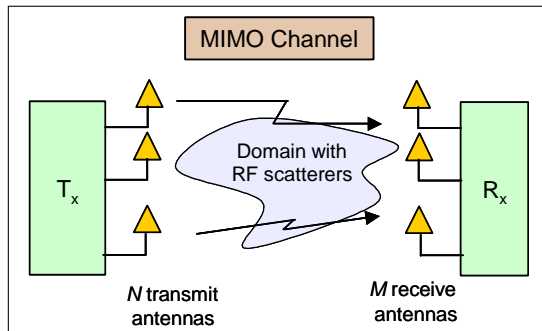 MIMO Channel
Domain with
RF scatterers
Tx
Rx
N transmit
antennas
M receive
antennas